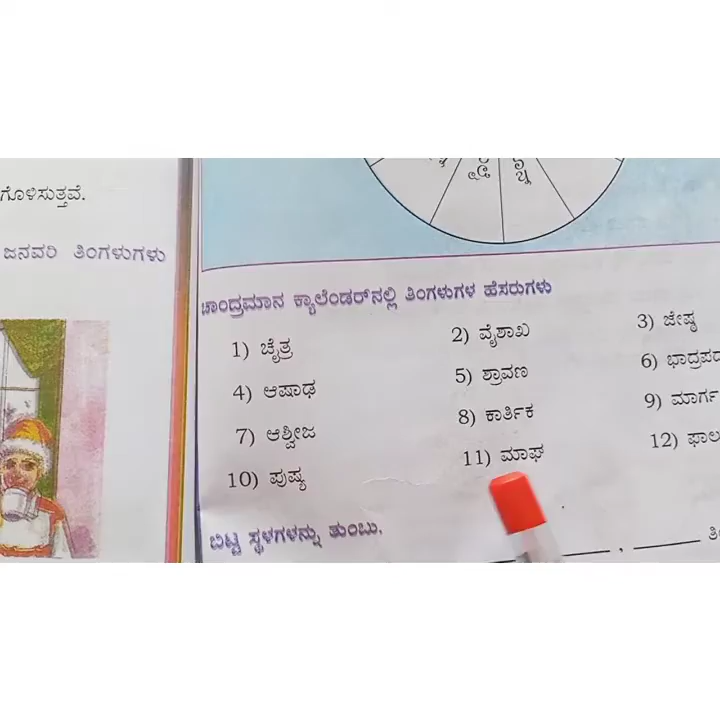 ಗೊಳಿಸುತ್ತವೆ.
ಜನವರಿ ತಿಂಗಳುಗಳು
ಚಾಂದ್ರಮಾನ ಕ್ಯಾಲೆಂಡರ್‌ನಲ್ಲಿ ತಿಂಗಳುಗಳ ಹೆಸರುಗಳು
1) ಚೈತ್ರ 2) ವೈಶಾಖ 3) ಜೇಷ್ಠ
4) ಆಷಾಢ 5) ಶ್ರಾವಣ 6) ಭಾದ್ರಪದ
7) ಆಶ್ವೀಜ 8) ಕಾರ್ತಿಕ 9) ಮಾರ್ಗ
10) ಪುಷ್ಯ 11) ಮಾಘ 12) ಫಾಲ
ಬಿಟ್ಟ ಸ್ಥಳಗಳನ್ನು ತುಂಬು.